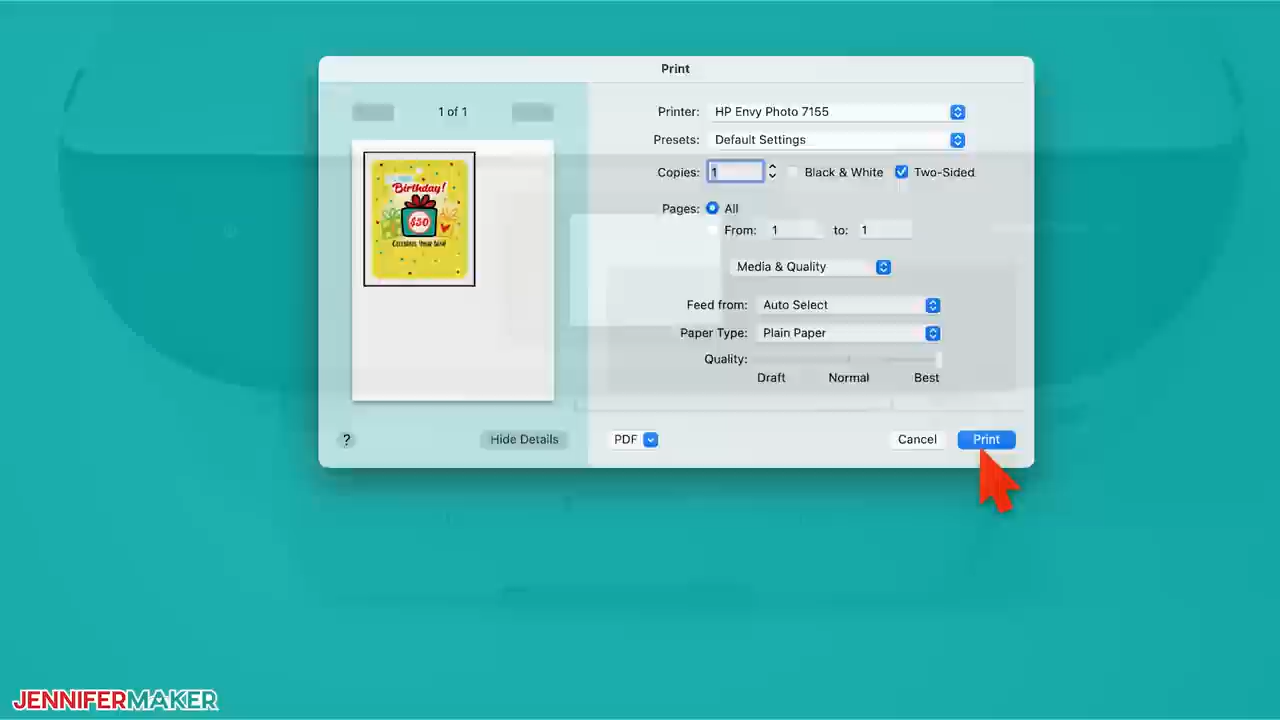 Print
1 of 1
Printer: HP Envy Photo 7155
Presets: Default Settings
Copies: 1 Black & White Two-Sided
Pages: All
From: 1 to: 1
Media & Quality
Feed from: Auto Select
Paper Type: Plain Paper
Quality:
Draft Normal Best
Birthday!
$50
? Hide Details PDF Cancel Print
JENNIFERMAKER